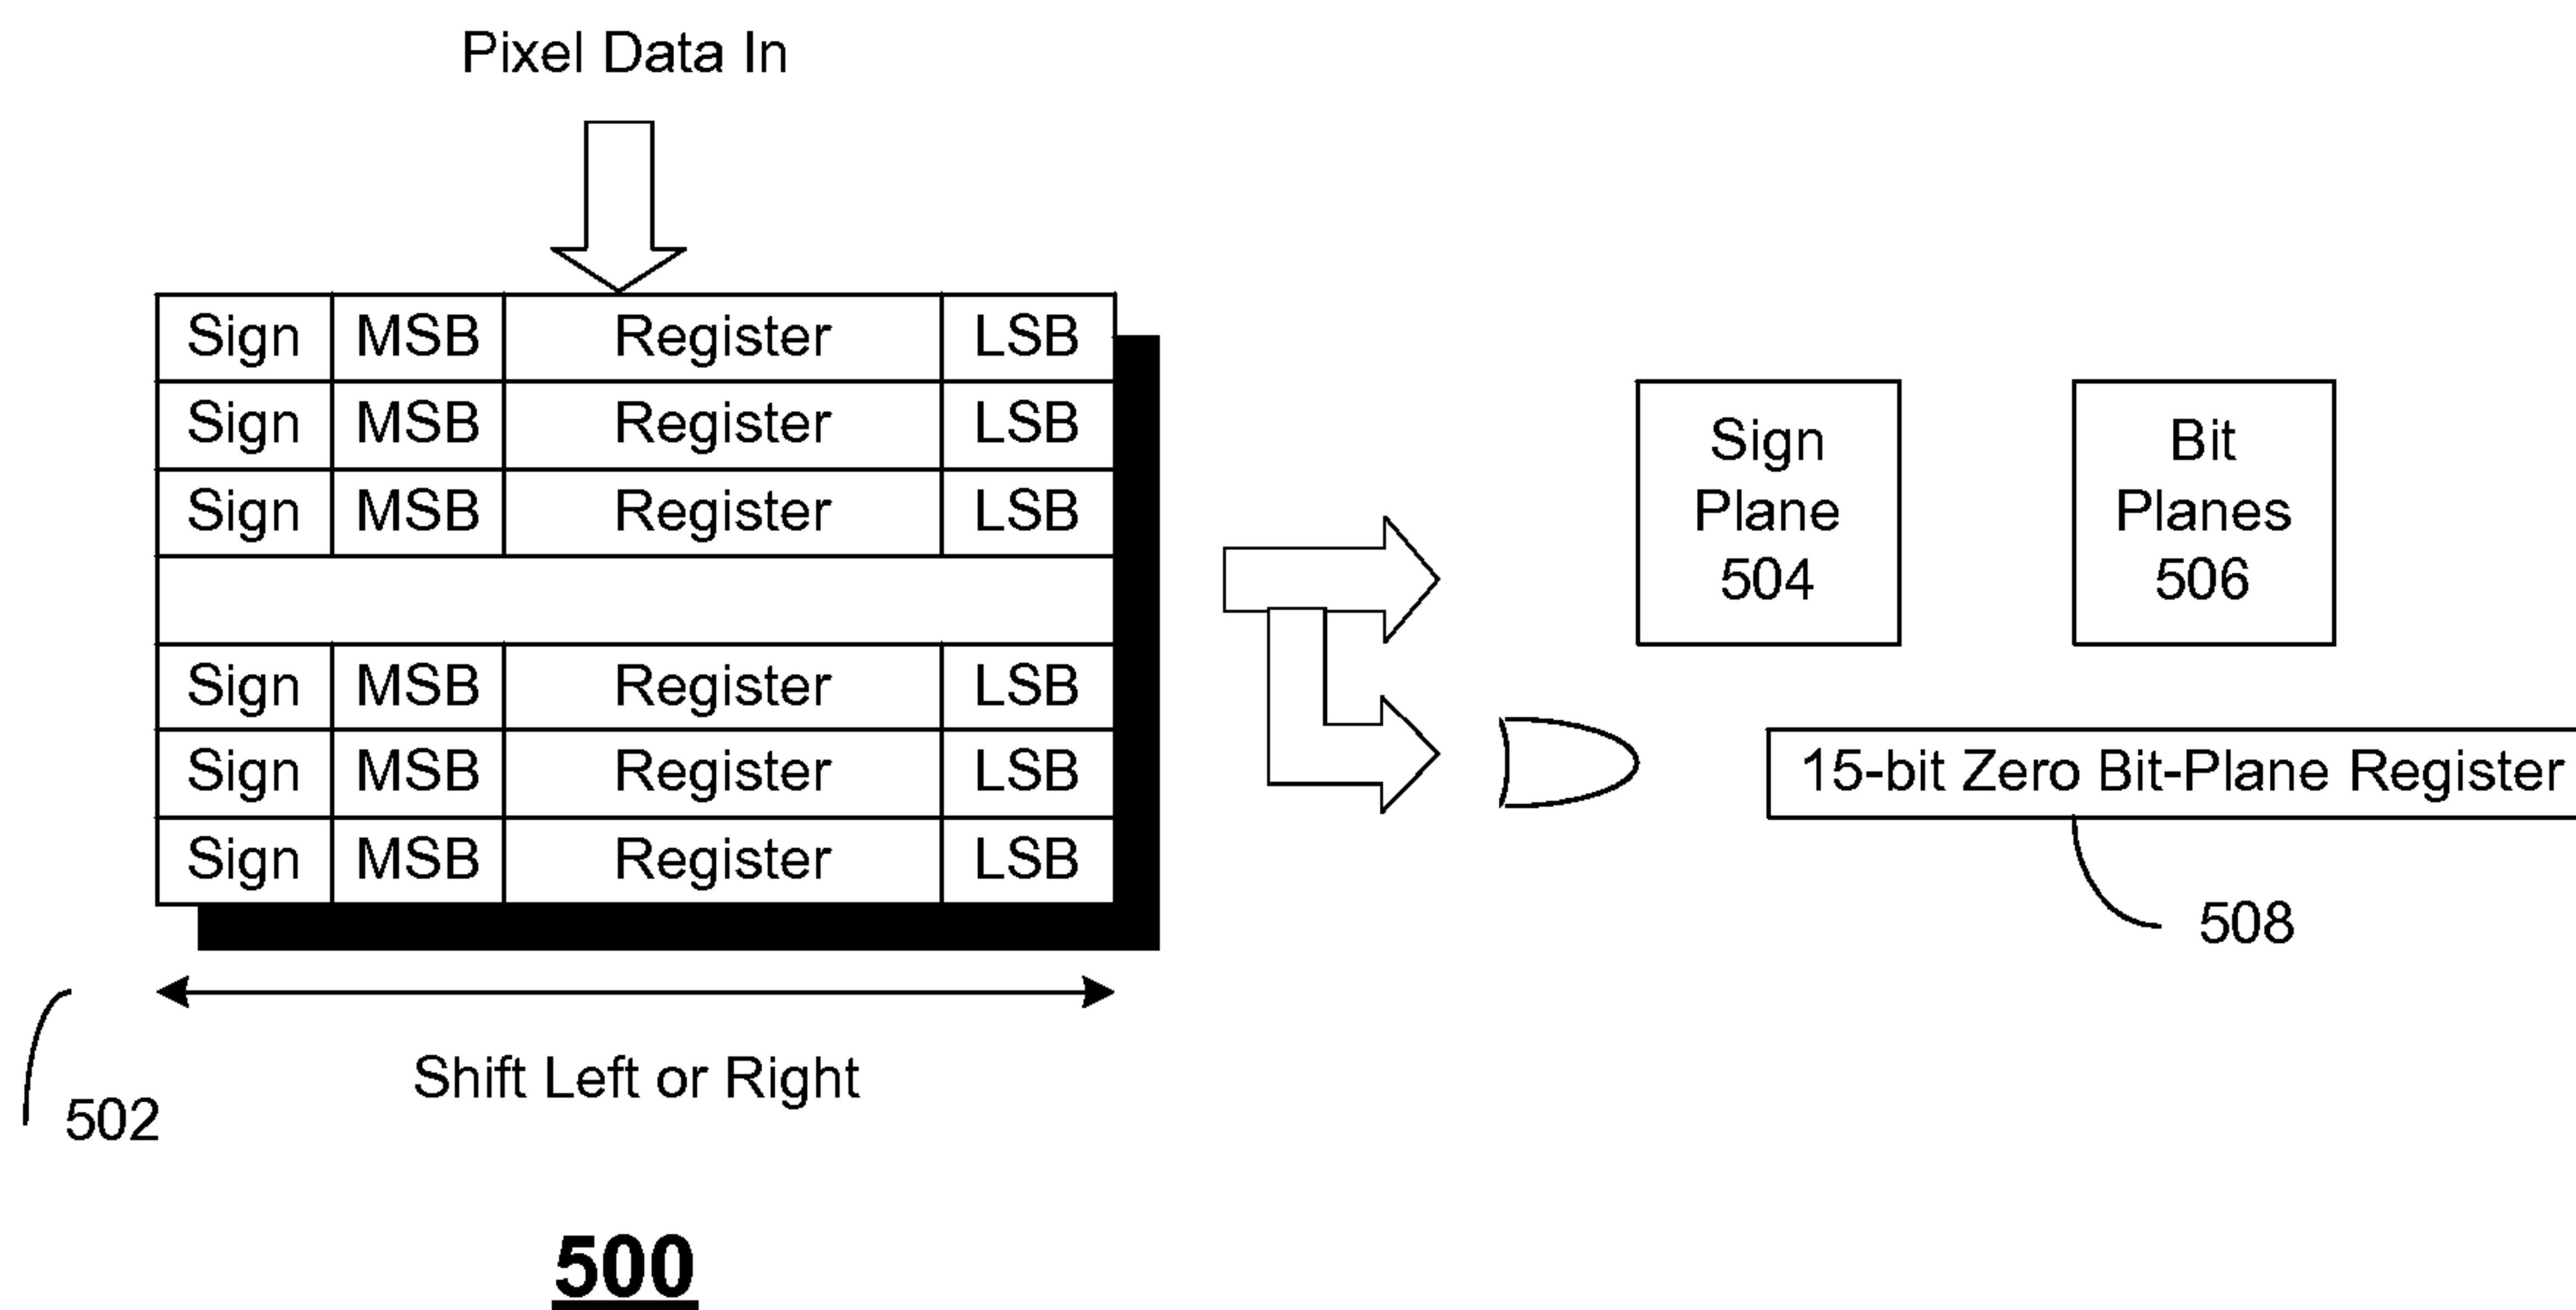 Pixel Data In
Sign MSB Register LSB
Sign MSB Register LSB
Sign MSB Register LSB
Sign MSB Register LSB
Sign MSB Register LSB
Sign MSB Register LSB
Shift Left or Right
502
Sign
Plane
504
Bit
Planes
506
15-bit Zero Bit-Plane Register
508
500